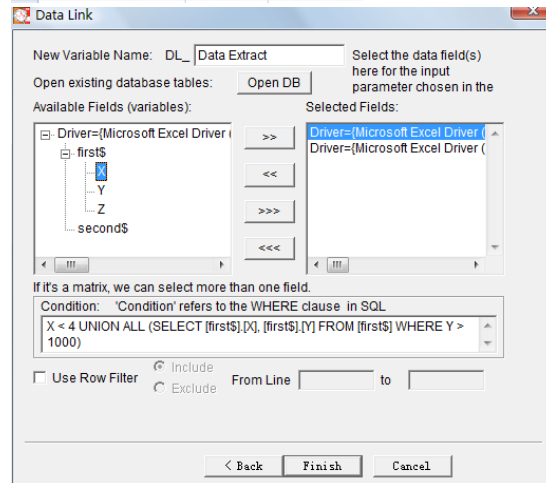 Data Link
New Variable Name: DL_ Data Extract
Select the data field(s)
here for the input
parameter chosen in the
Open existing database tables: Open DB
Available Fields (variables):
Selected Fields:
Driver={Microsoft Excel Driver (
first$
X
Y
Z
second$
>>
<<
>>>
<<<
Driver={Microsoft Excel Driver (
Driver={Microsoft Excel Driver (
If it's a matrix, we can select more than one field.
Condition: 'Condition' refers to the WHERE clause in SQL
X < 4 UNION ALL (SELECT [first$].[X], [first$].[Y] FROM [first$] WHERE Y >
1000)
Use Row Filter
Include
Exclude
From Line to
< Back Finish Cancel